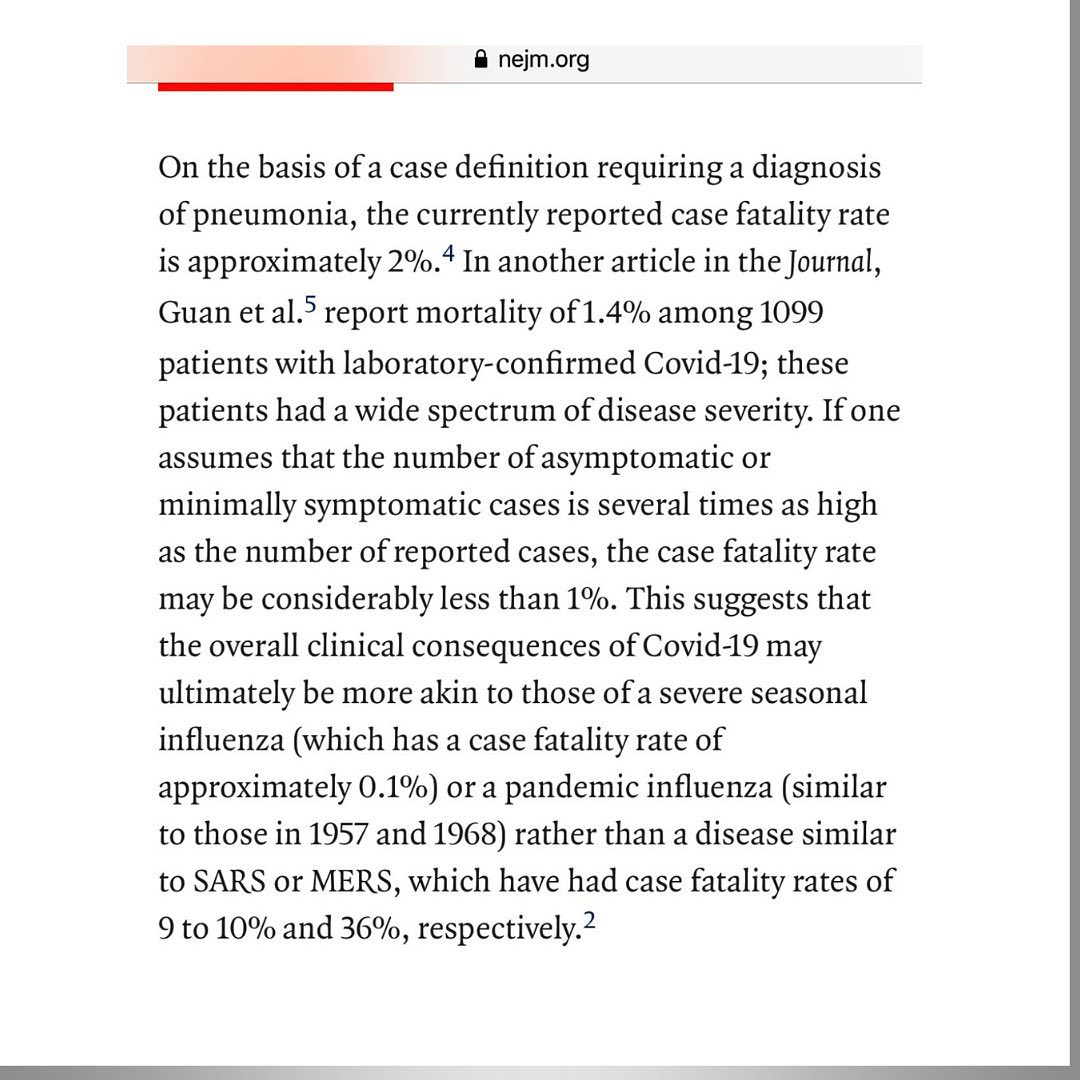 nejm.org
On the basis of a case definition requiring a diagnosis
of pneumonia, the currently reported case fatality rate
is approximately 2%.4 In another article in the Journal,
Guan et al.5 report mortality of 1.4% among 1099
patients with laboratory-confirmed Covid-19; these
patients had a wide spectrum of disease severity. If one
assumes that the number of asymptomatic or
minimally symptomatic cases is several times as high
as the number of reported cases, the case fatality rate
may be considerably less than 1%. This suggests that
the overall clinical consequences of Covid-19 may
ultimately be more akin to those of a severe seasonal
influenza (which has a case fatality rate of
approximately 0.1%) or a pandemic influenza (similar
to those in 1957 and 1968) rather than a disease similar
to SARS or MERS, which have had case fatality rates of
9 to 10% and 36%, respectively.2